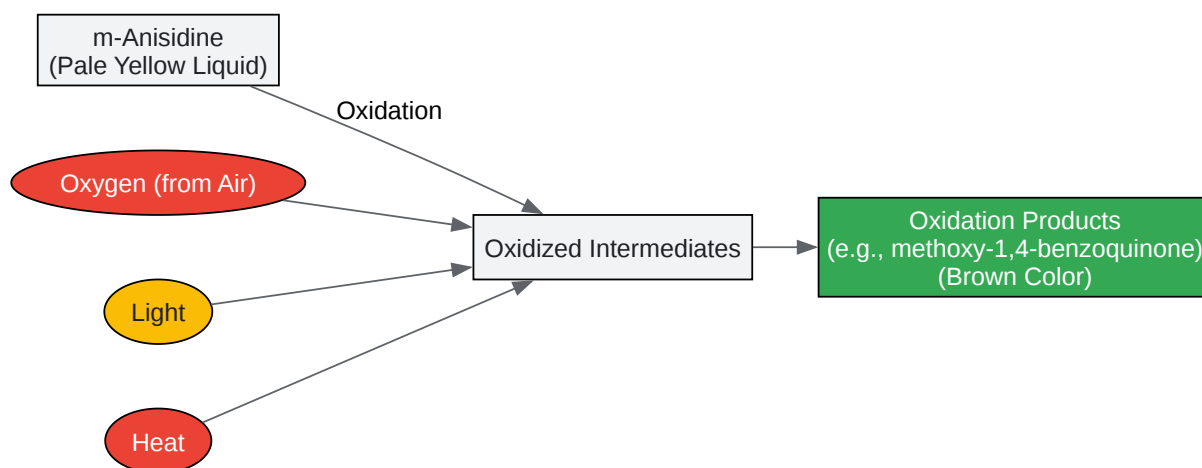 m-Anisidine
(Pale Yellow Liquid)
Oxidation
Oxygen (from Air)
Oxidized Intermediates
Oxidation Products
(e.g., methoxy-1,4-benzoquinone)
(Brown Color)
Light
Heat